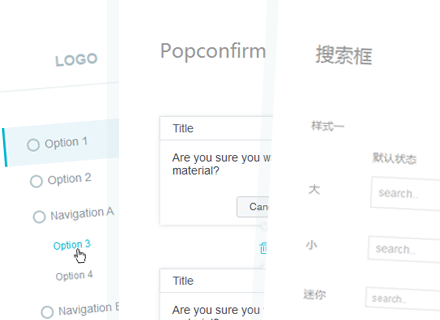 LOGO
Option 1
Option 2
Navigation A
Option 3
Option 4
Navigation
Popconfirm
Title
Are you sure you
material?
Title
Are you sure you
搜索框
样式一
默认状态
大
search..
小
search..
迷你
search..